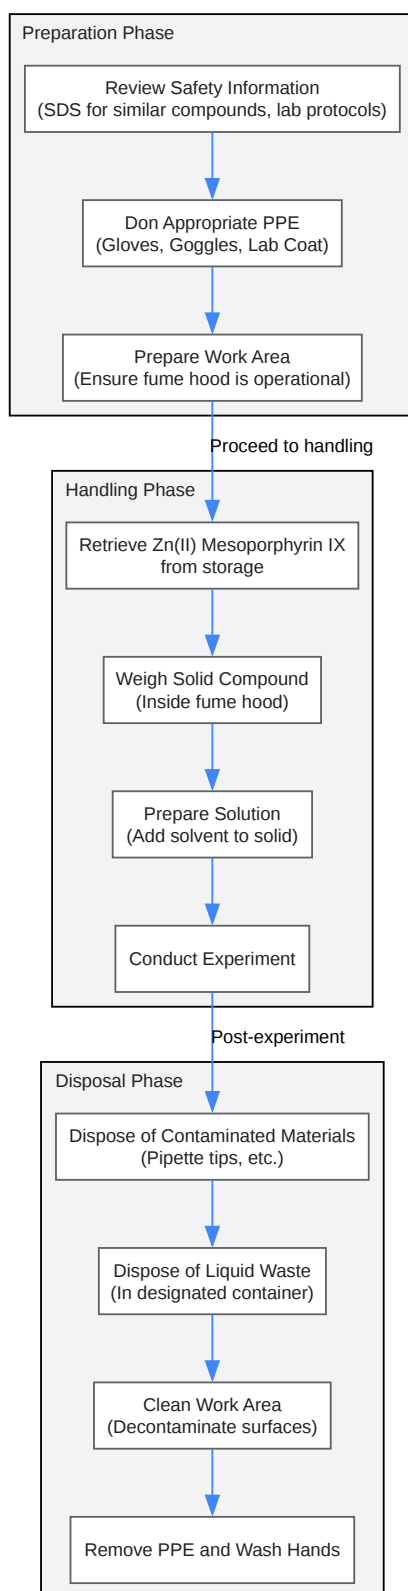 Preparation Phase
Review Safety Information
(SDS for similar compounds, lab protocols)
Don Appropriate PPE
(Gloves, Goggles, Lab Coat)
Prepare Work Area
(Ensure fume hood is operational)
Proceed to handling
Handling Phase
Retrieve Zn(II) Mesoporphyrin IX
from storage
Weigh Solid Compound
(Inside fume hood)
Prepare Solution
(Add solvent to solid)
Conduct Experiment
Post-experiment
Disposal Phase
Dispose of Contaminated Materials
(Pipette tips, etc.)
Dispose of Liquid Waste
(In designated container)
Clean Work Area
(Decontaminate surfaces)
Remove PPE and Wash Hands